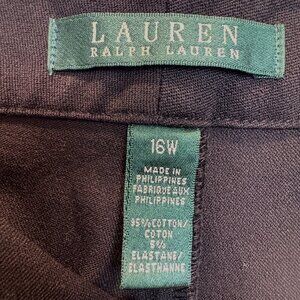 LAUREN
RALPH LAUREN
16W
MADE IN
PHILIPPINES
FABRIQUE AUX
PHILIPPINES
95% COTTON/
COTON
5%
ELASTANE/
ELASTHANNE